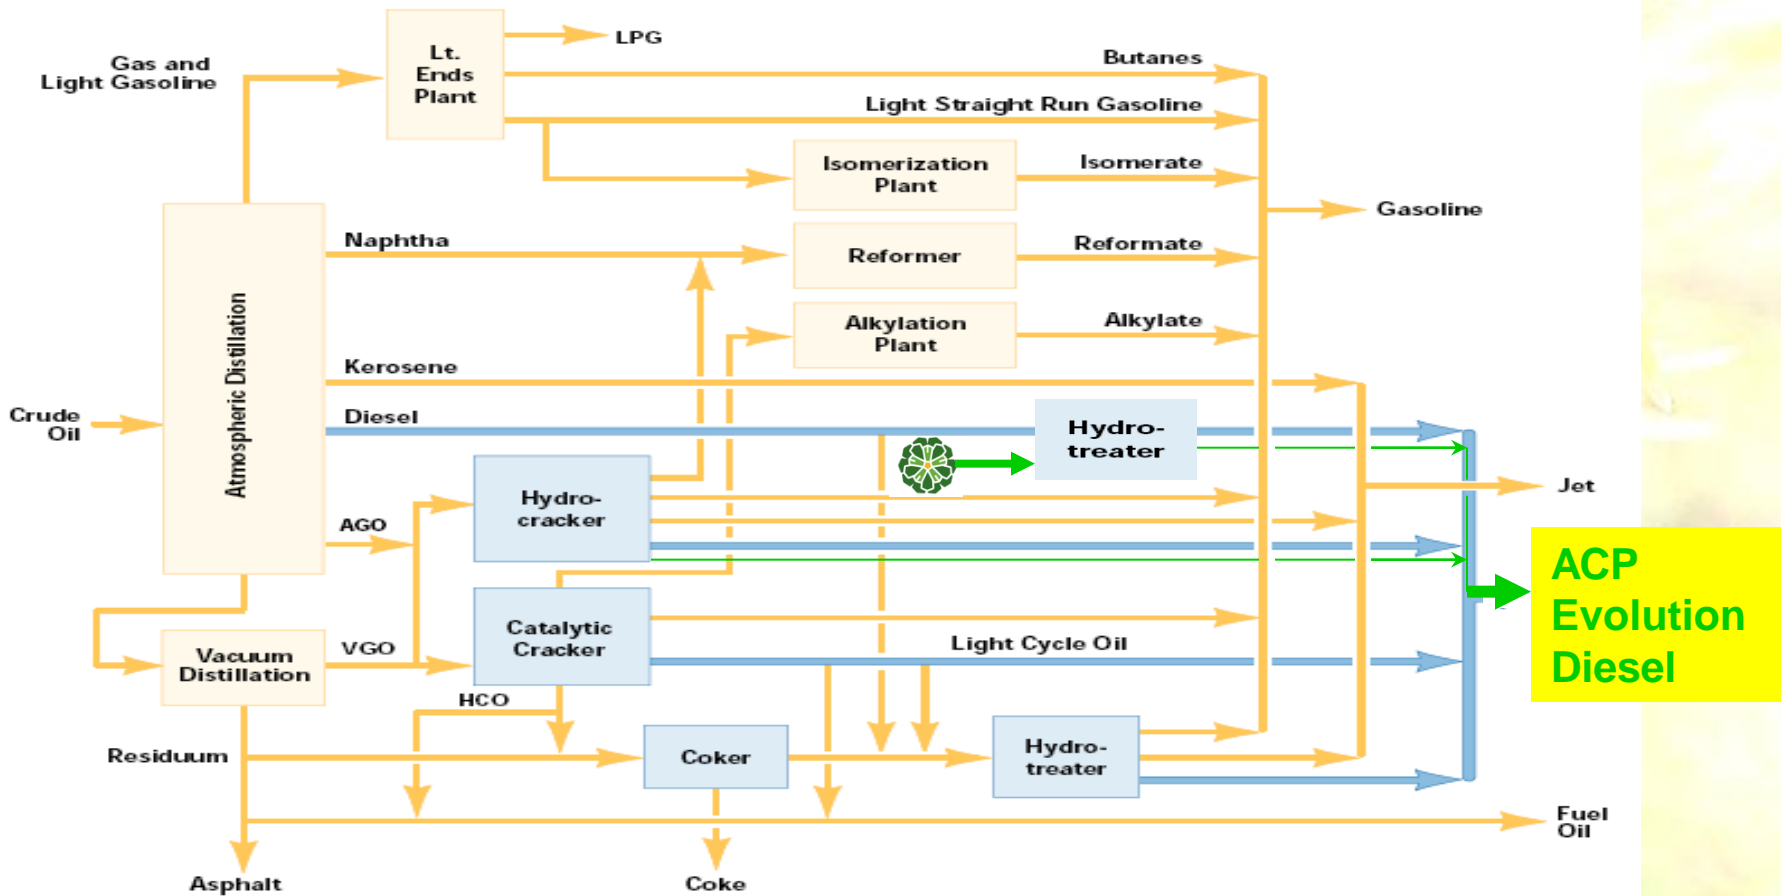 LPG
Gas and
Light Gasoline
Lt.
Ends
Plant
Butanes
Light Straight Run Gasoline
Isomerization
Plant
Isomerate
Gasoline
Naphtha
Reformer
Reformate
Alkylation
Plant
Alkylate
Atmospheric Distillation
Kerosene
Crude
Oil
Diesel
Hydro-
treater
Hydro-
cracker
Jet
AGO
ACP
Evolution
Diesel
Catalytic
Cracker
Light Cycle Oil
Vacuum
Distillation
VGO
HCO
Residuum
Coker
Hydro-
treater
Fuel
Oil
Asphalt
Coke